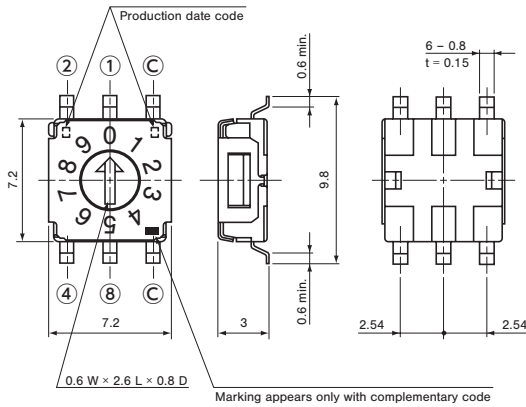 Production date code
② ① Ⓒ
0 1 2 3 4 5 6 7 8 9
7.2
④ ⑧ Ⓒ
7.2
0.6 W × 2.6 L × 0.8 D
0.6 min.
9.8
0.6 min.
3
Marking appears only with complementary code
6 – 0.8
t = 0.15
2.54
2.54